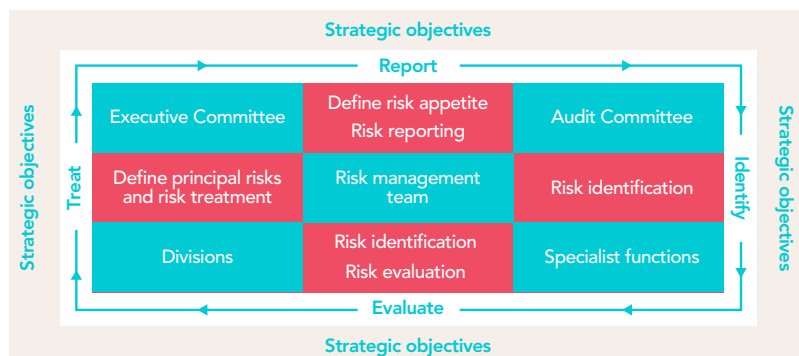 Strategic objectives
Report
Executive Committee
Define risk appetite
Risk reporting
Audit Committee
Strategic objectives
Treat
Define principal risks
and risk treatment
Risk management
team
Risk identification
Identify
Strategic objectives
Divisions
Risk identification
Risk evaluation
Specialist functions
Evaluate
Strategic objectives